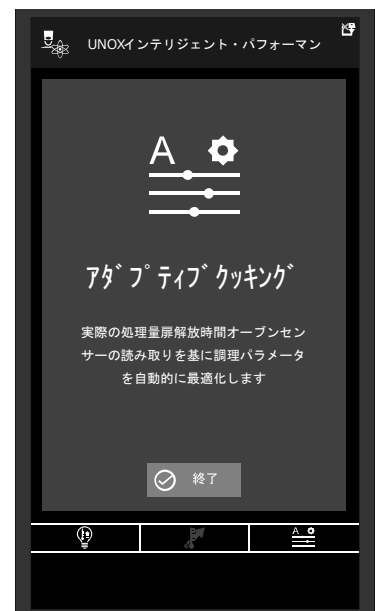 UNOXインテリジェント・パフォーマン
A
ｱﾀﾞﾌﾟﾃｨﾌﾞｸｯｷﾝｸﾞ
実際の処理量扉解放時間オーブンセン
サーの読み取りを基に調理パラメータ
を自動的に最適化します
終了
A